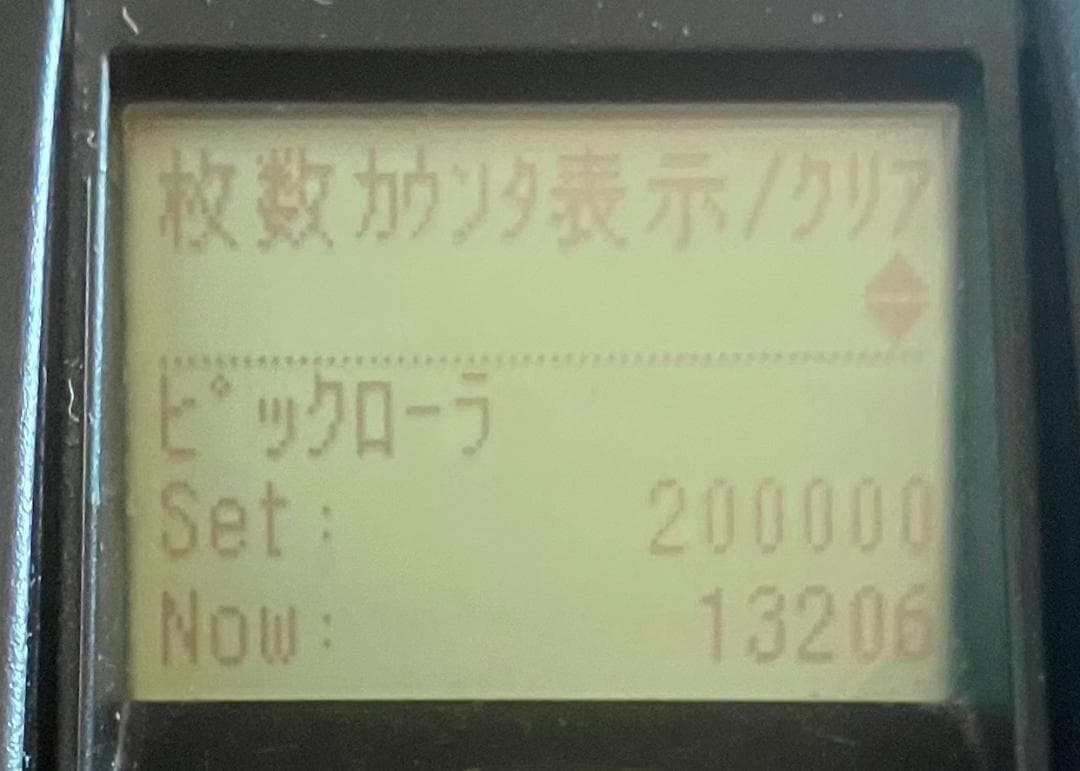 枚数ｶｳﾝﾀ表示/ｸﾘｱ
ﾋﾟｯｸﾛｰﾗ
Set: 200000
Now: 13206